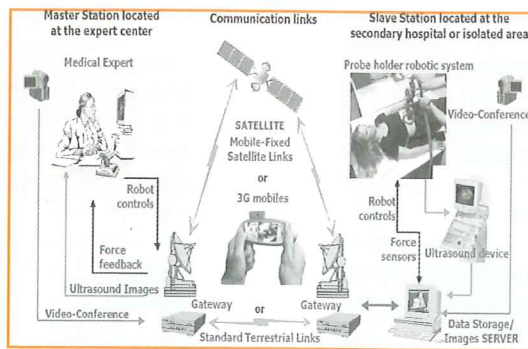 Master Station located
at the expert center
Medical Expert
Robot
controls
Force
feedback
Ultrasound Images
Video-Conference
Communication links
SATELLITE
Mobile-Fixed
Satellite Links
or
3G mobiles
Gateway
or
Gateway
Standard Terrestrial Links
Slave Station located at the
secondary hospital or isolated area
Probe holder robotic system
Video-Conference
Robot
controls
Force
sensors
Ultrasound device
Data Storage/
Images SERVER